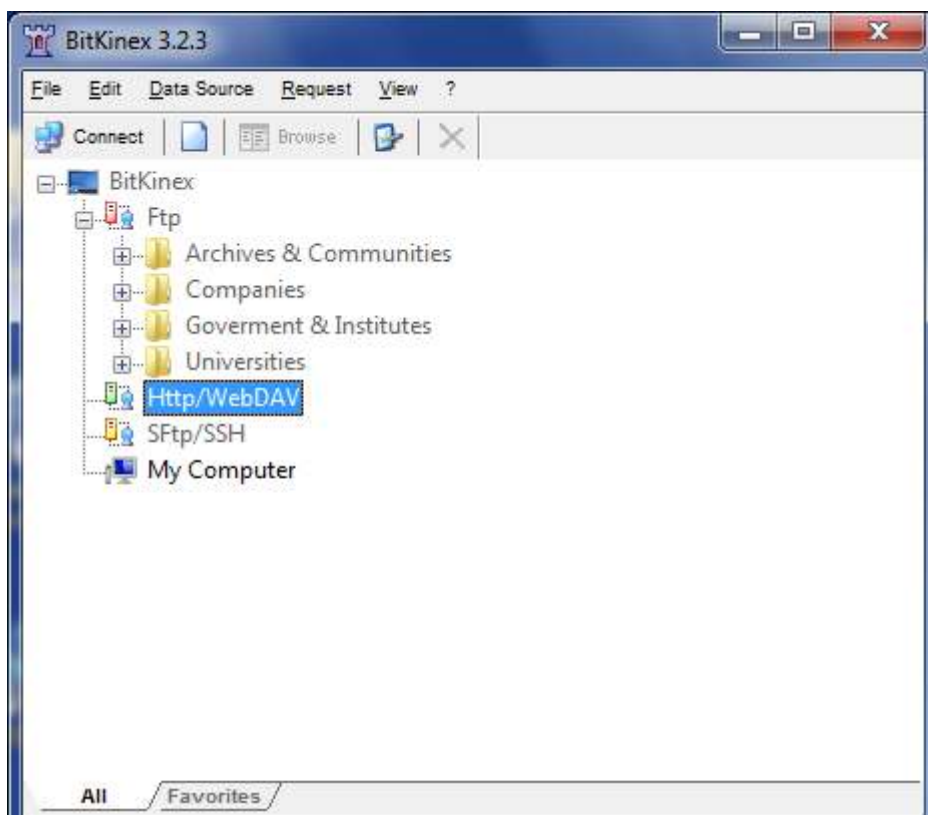 BitKinex 3.2.3
File Edit Data Source Request View ?
Connect Browse
BitKinex
Ftp
Archives & Communities
Companies
Goverment & Institutes
Universities
Http/WebDAV
SFtp/SSH
My Computer
All Favorites